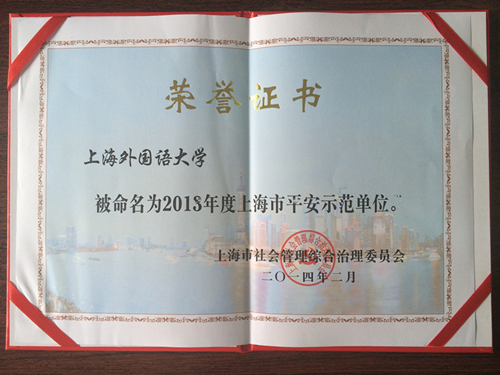 荣誉证书
上海外国语大学
被命名为2013年度上海市平安示范单位。
上海市社会管理综合治理委员会
二〇一四年二月